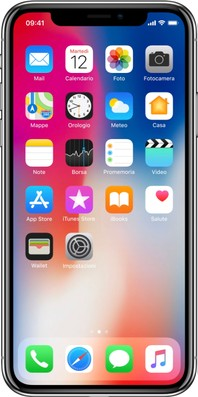 09:41
Martedì
12
Mail Calendario Foto Fotocamera
Mappe Orologio Meteo Casa
Note Borsa Promemoria Video
App Store iTunes Store iBooks Salute
Wallet Impostazioni